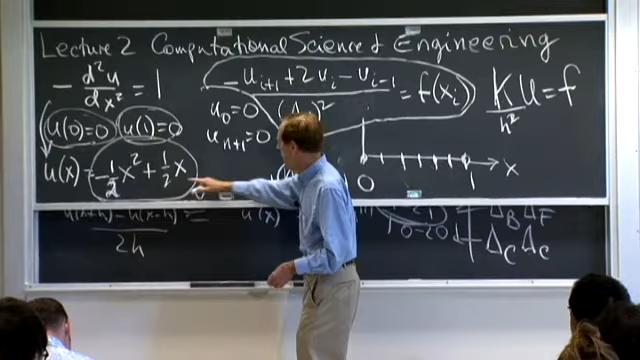 Lecture 2 Computational Science & Engineering
- d²u/dx² = 1
u(0)=0 u(1)=0
u(x) = -1/2 x² + 1/2 x
-u_{i+1} + 2u_i - u_{i-1} / (Δx)² = f(x_i)
u_0 = 0
u_{n+1} = 0
K/h² U = f
0 1 x
u(x+h) - u(x-h) / 2h =
u(x)
Δ_B Δ_F
Δ_C Δ_C